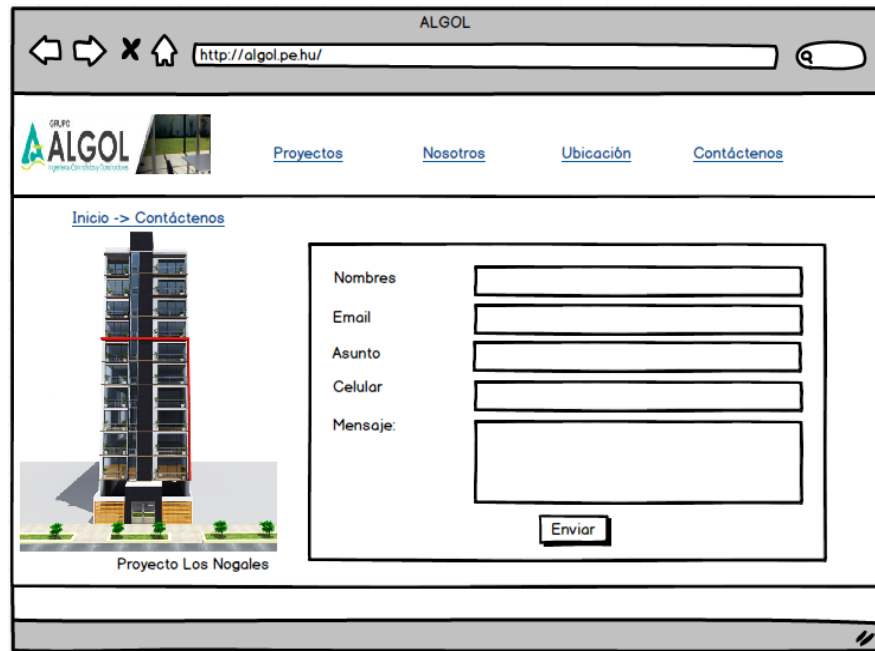 ALGOL
http://algol.pe.hu/
GRUPO
ALGOL
Proyectos
Nosotros
Ubicación
Contáctenos
Inicio -> Contáctenos
Nombres
Email
Asunto
Celular
Mensaje:
Enviar
Proyecto Los Nogales